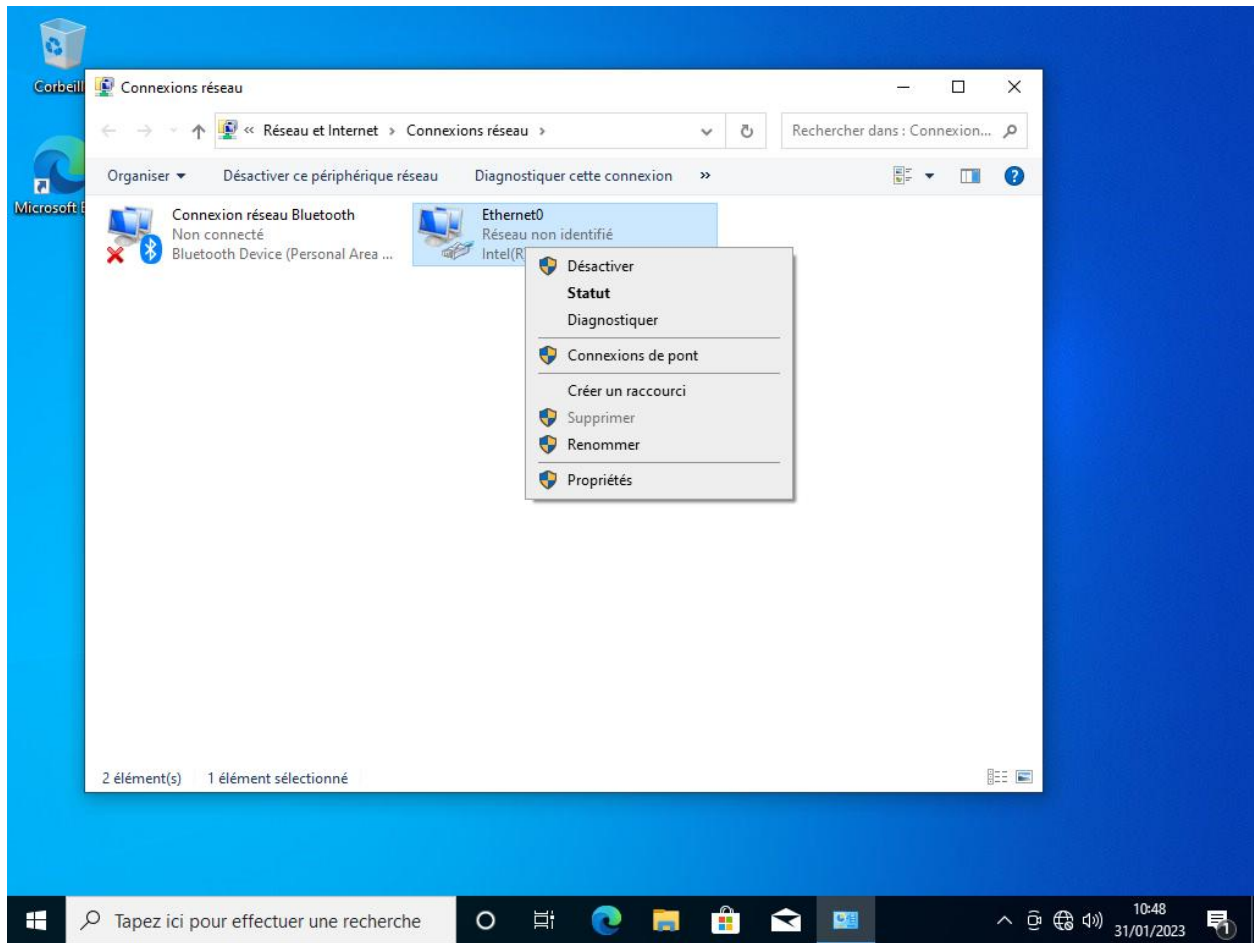 Corbeill
Connexions réseau
« Réseau et Internet > Connexions réseau >
Rechercher dans : Connexion...
Organiser
Désactiver ce périphérique réseau
Diagnostiquer cette connexion
»
Microsoft E
Connexion réseau Bluetooth
Non connecté
Bluetooth Device (Personal Area ...
Ethernet0
Réseau non identifié
Intel(R
Désactiver
Statut
Diagnostiquer
Connexions de pont
Créer un raccourci
Supprimer
Renommer
Propriétés
2 élément(s)
1 élément sélectionné
Tapez ici pour effectuer une recherche
10:48
31/01/2023
1